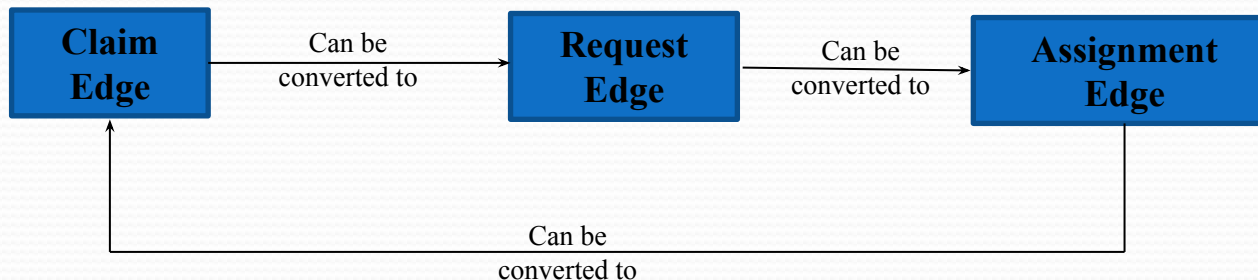 Claim
Edge
Can be
converted to
Request
Edge
Can be
converted to
Assignment
Edge
Can be
converted to